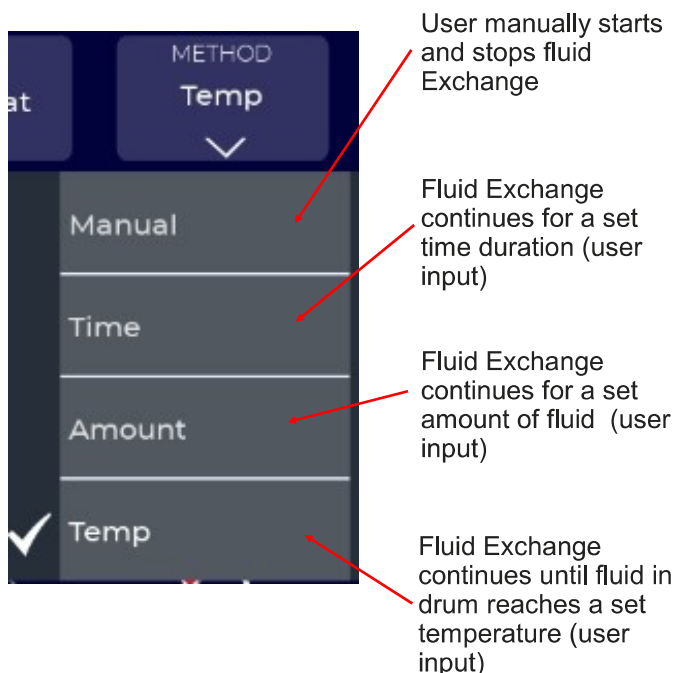 METHOD
at
Temp
Manual
Time
Amount
Temp
User manually starts
and stops fluid
Exchange
Fluid Exchange
continues for a set
time duration (user
input)
Fluid Exchange
continues for a set
amount of fluid (user
input)
Fluid Exchange
continues until fluid in
drum reaches a set
temperature (user
input)